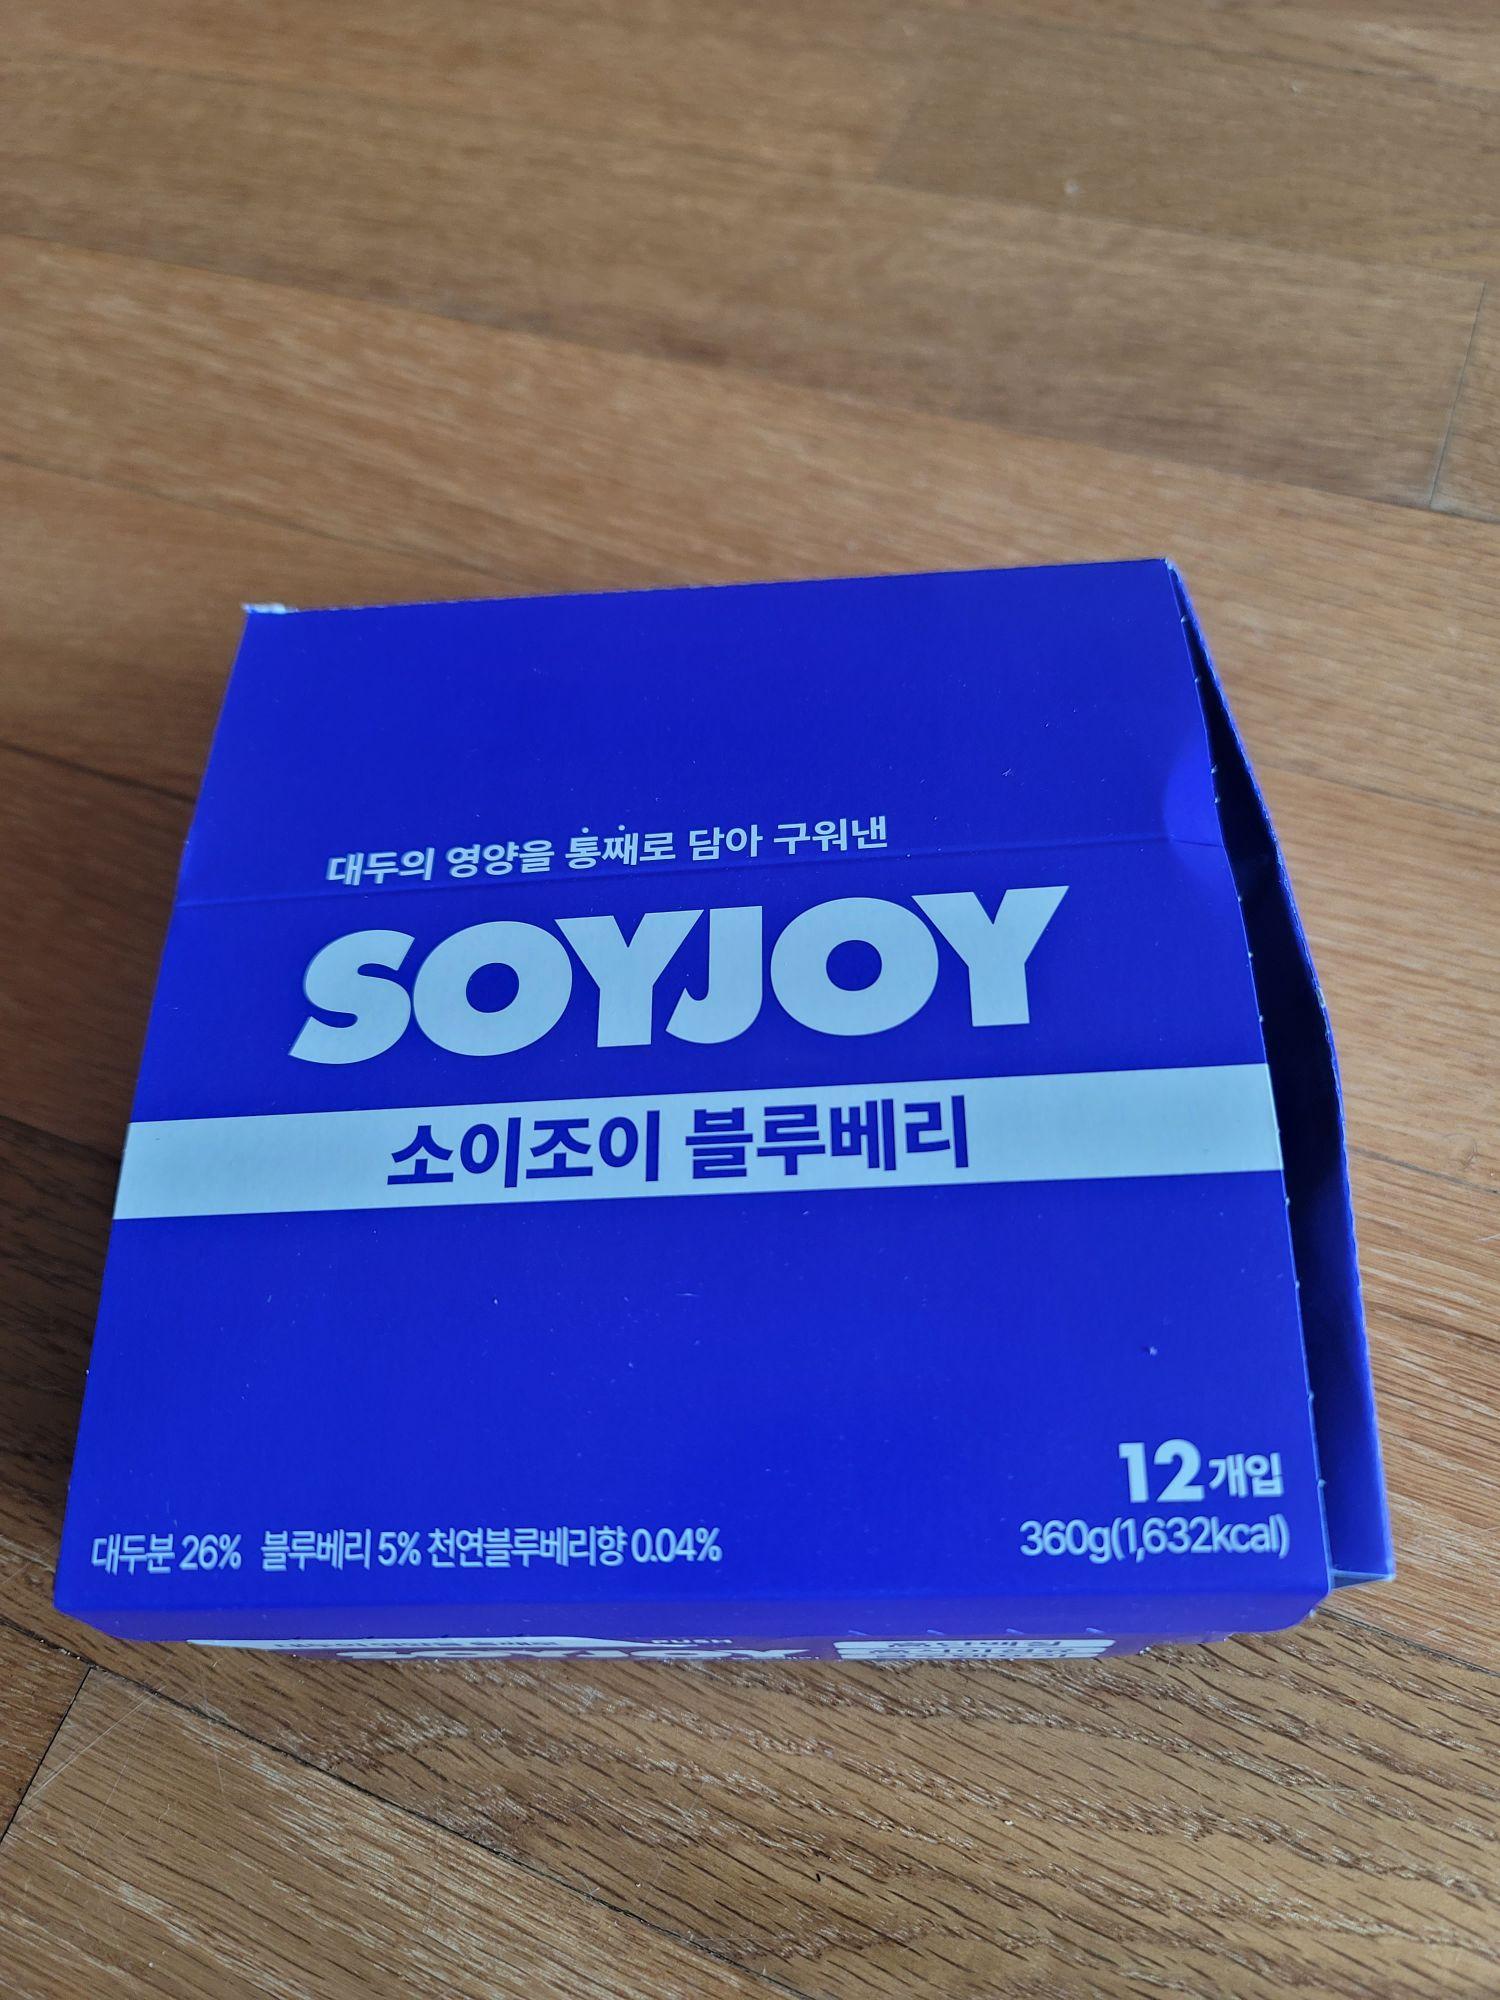 대두의 영양을 통째로 담아 구워낸
SOYJOY
소이조이 블루베리
12개입
360g(1,632kcal)
대두분 26% 블루베리 5% 천연블루베리향 0.04%
PUSH
SOYJOY